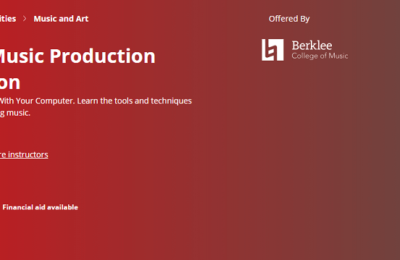 ities > Music and Art
Offered By
Berklee
College of Music
Music Production
on
With Your Computer. Learn the tools and techniques
g music.
re instructors
Financial aid available